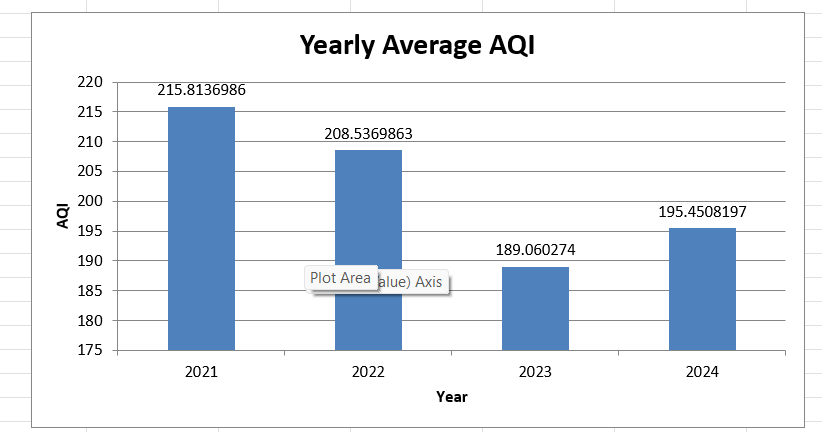 Yearly Average AQI
220
215
210
205
200
195
190
185
180
175
AQI
215.8136986
208.5369863
189.060274
195.4508197
Plot Area
alue) Axis
2021 2022 2023 2024
Year